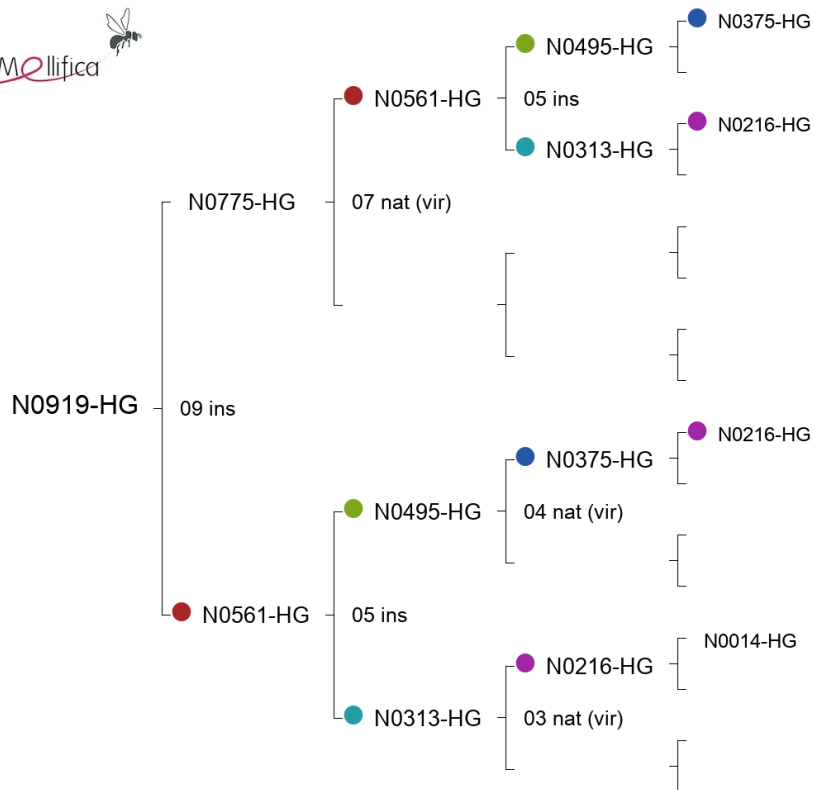 Mellifica
N0375-HG
N0495-HG
N0561-HG
05 ins
N0216-HG
N0313-HG
N0775-HG
07 nat (vir)
N0919-HG
09 ins
N0216-HG
N0375-HG
N0495-HG
04 nat (vir)
N0561-HG
05 ins
N0014-HG
N0216-HG
N0313-HG
03 nat (vir)